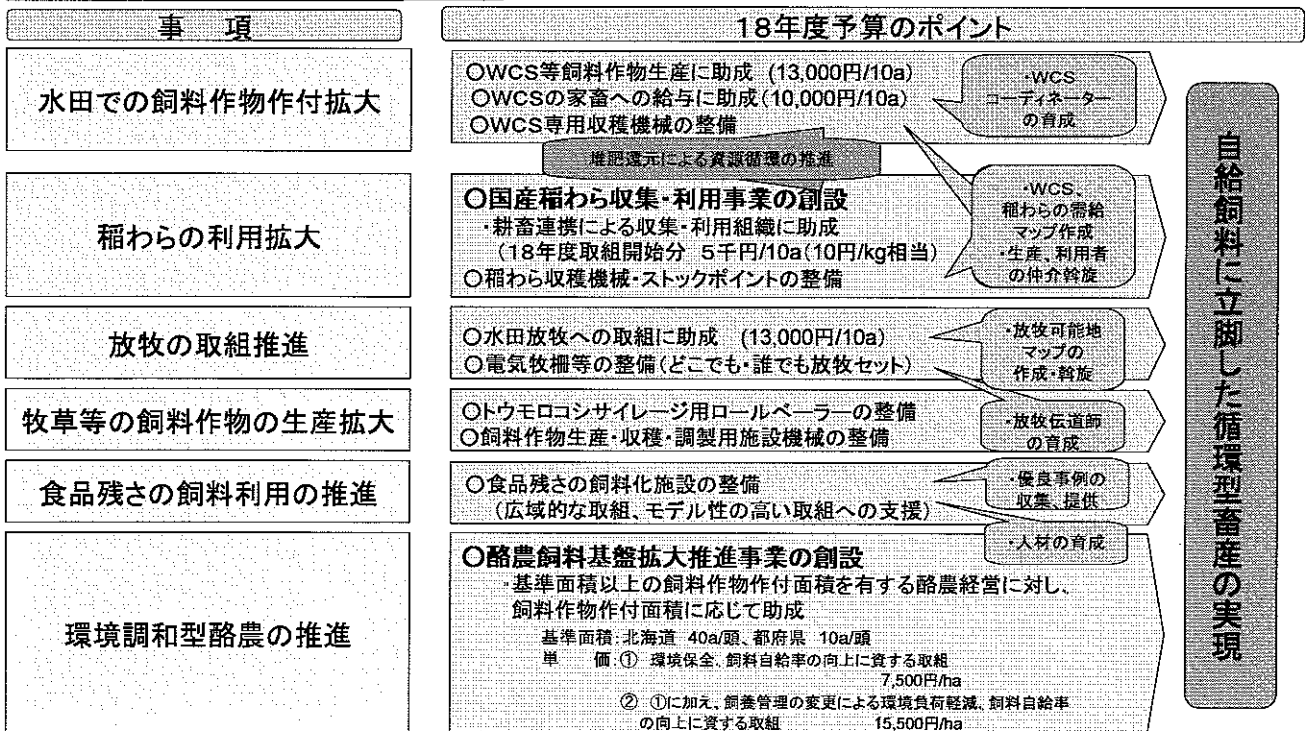 事 項
18年度予算のポイント
水田での飼料作物作付拡大
○WCS等飼料作物生産に助成 (13,000円/10a)
○WCSの家畜への給与に助成(10,000円/10a)
○WCS専用収穫機械の整備
・WCS
コーディネーター
の育成
堆肥還元による資源循環の推進
稲わらの利用拡大
○国産稲わら収集・利用事業の創設
・耕畜連携による収集・利用組織に助成
(18年度取組開始分 5千円/10a(10円/kg相当)
○稲わら収穫機械・ストックポイントの整備
・WCS、
稲わらの需給
マップ作成
・生産、利用者
の仲介斡旋
放牧の取組推進
○水田放牧への取組に助成 (13,000円/10a)
○電気牧柵等の整備(どこでも・誰でも放牧セット)
・放牧可能地
マップの
作成・斡旋
牧草等の飼料作物の生産拡大
○トウモロコシサイレージ用ロールベーラーの整備
○飼料作物生産・収穫・調製用施設機械の整備
・放牧伝道師
の育成
食品残さの飼料利用の推進
○食品残さの飼料化施設の整備
(広域的な取組、モデル性の高い取組への支援)
・優良事例の
収集、提供
・人材の育成
環境調和型酪農の推進
○酪農飼料基盤拡大推進事業の創設
・基準面積以上の飼料作物作付面積を有する酪農経営に対し、
飼料作物作付面積に応じて助成
基準面積:北海道 40a/頭、都府県 10a/頭
単 価:① 環境保全、飼料自給率の向上に資する取組
7,500円/ha
② ①に加え、飼養管理の変更による環境負荷軽減、飼料自給率
の向上に資する取組 15,500円/ha
自給飼料に立脚した循環型畜産の実現